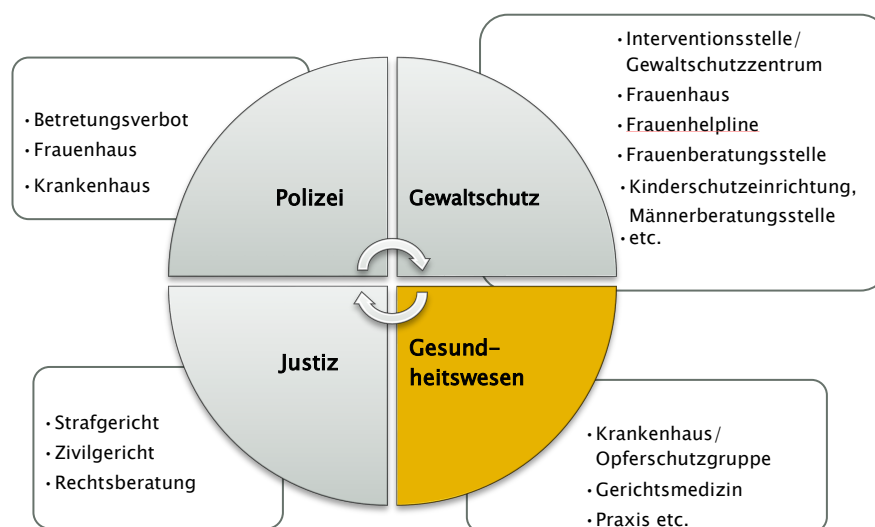 · Betretungsverbot
· Frauenhaus
· Krankenhaus
Polizei
Gewaltschutz
· Interventionsstelle/
Gewaltschutzzentrum
· Frauenhaus
· Frauenhelpline
· Frauenberatungsstelle
· Kinderschutzeinrichtung,
Männerberatungsstelle
· etc.
Justiz
· Strafgericht
· Zivilgericht
· Rechtsberatung
Gesund-
heitswesen
· Krankenhaus/
Opferschutzgruppe
· Gerichtsmedizin
· Praxis etc.